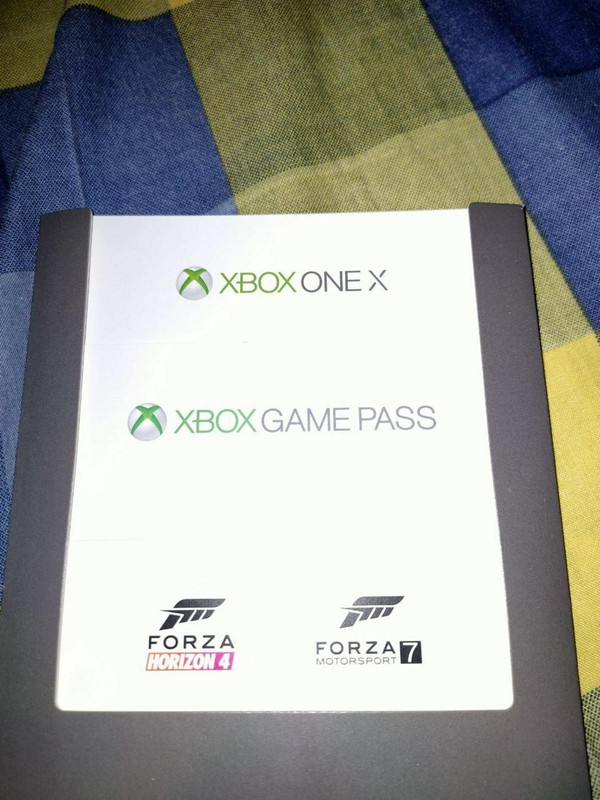 XBOX ONE X
XBOX GAME PASS
FORZA
HORIZON 4
FORZA
MOTORSPORT 7